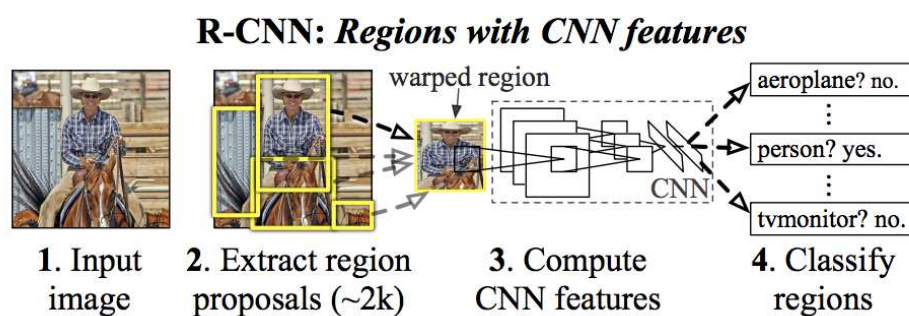 R-CNN: Regions with CNN features
warped region
aeroplane? no.
⋮
person? yes.
⋮
tvmonitor? no.
CNN
1. Input
image
2. Extract region
proposals (~2k)
3. Compute
CNN features
4. Classify
regions